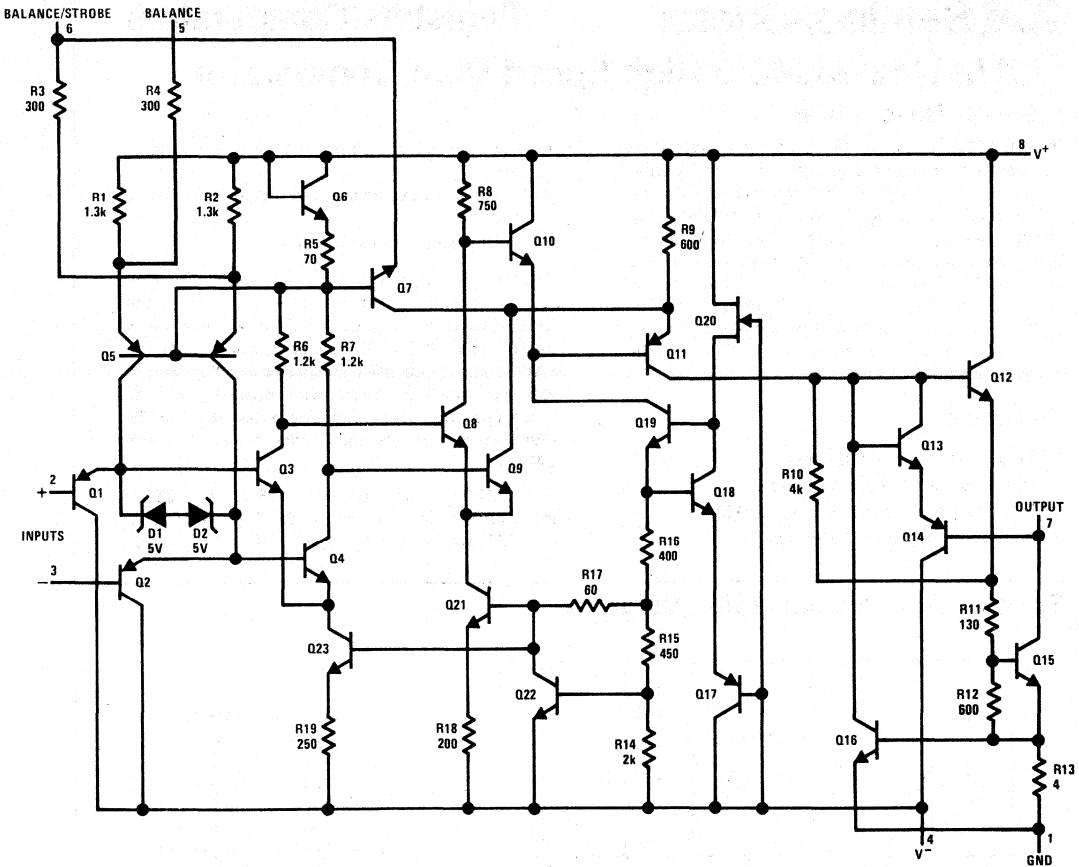 BALANCE/STROBE
6
BALANCE
5
R3
300
R4
300
8
V+
R1
1.3k
R2
1.3k
Q6
R5
70
R8
750
Q10
R9
600
Q7
Q20
Q5
R6
1.2k
R7
1.2k
Q11
Q12
Q8
Q19
Q13
2
+
Q1
Q3
Q9
Q18
R10
4k
INPUTS
D1
5V
D2
5V
OUTPUT
7
Q14
3
−
Q2
Q4
R16
400
R17
60
Q21
R11
130
Q23
R15
450
Q15
Q22
Q17
R12
600
R19
250
R18
200
R14
2k
Q16
R13
4
4
V−
1
GND